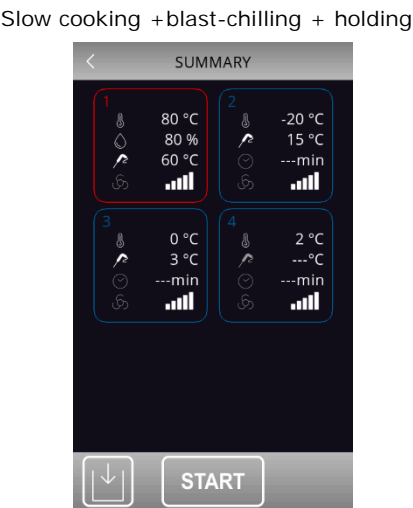 Slow cooking +blast-chilling + holding
SUMMARY
1
80 °C
80 %
60 °C
2
-20 °C
15 °C
---min
3
0 °C
3 °C
---min
4
2 °C
---°C
---min
START